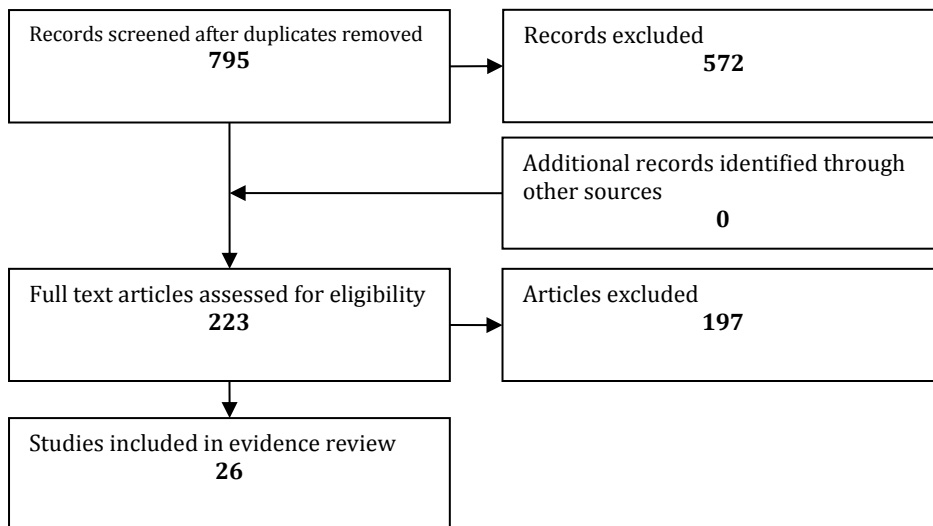 Records screened after duplicates removed
795
Records excluded
572
Additional records identified through
other sources
0
Full text articles assessed for eligibility
223
Articles excluded
197
Studies included in evidence review
26